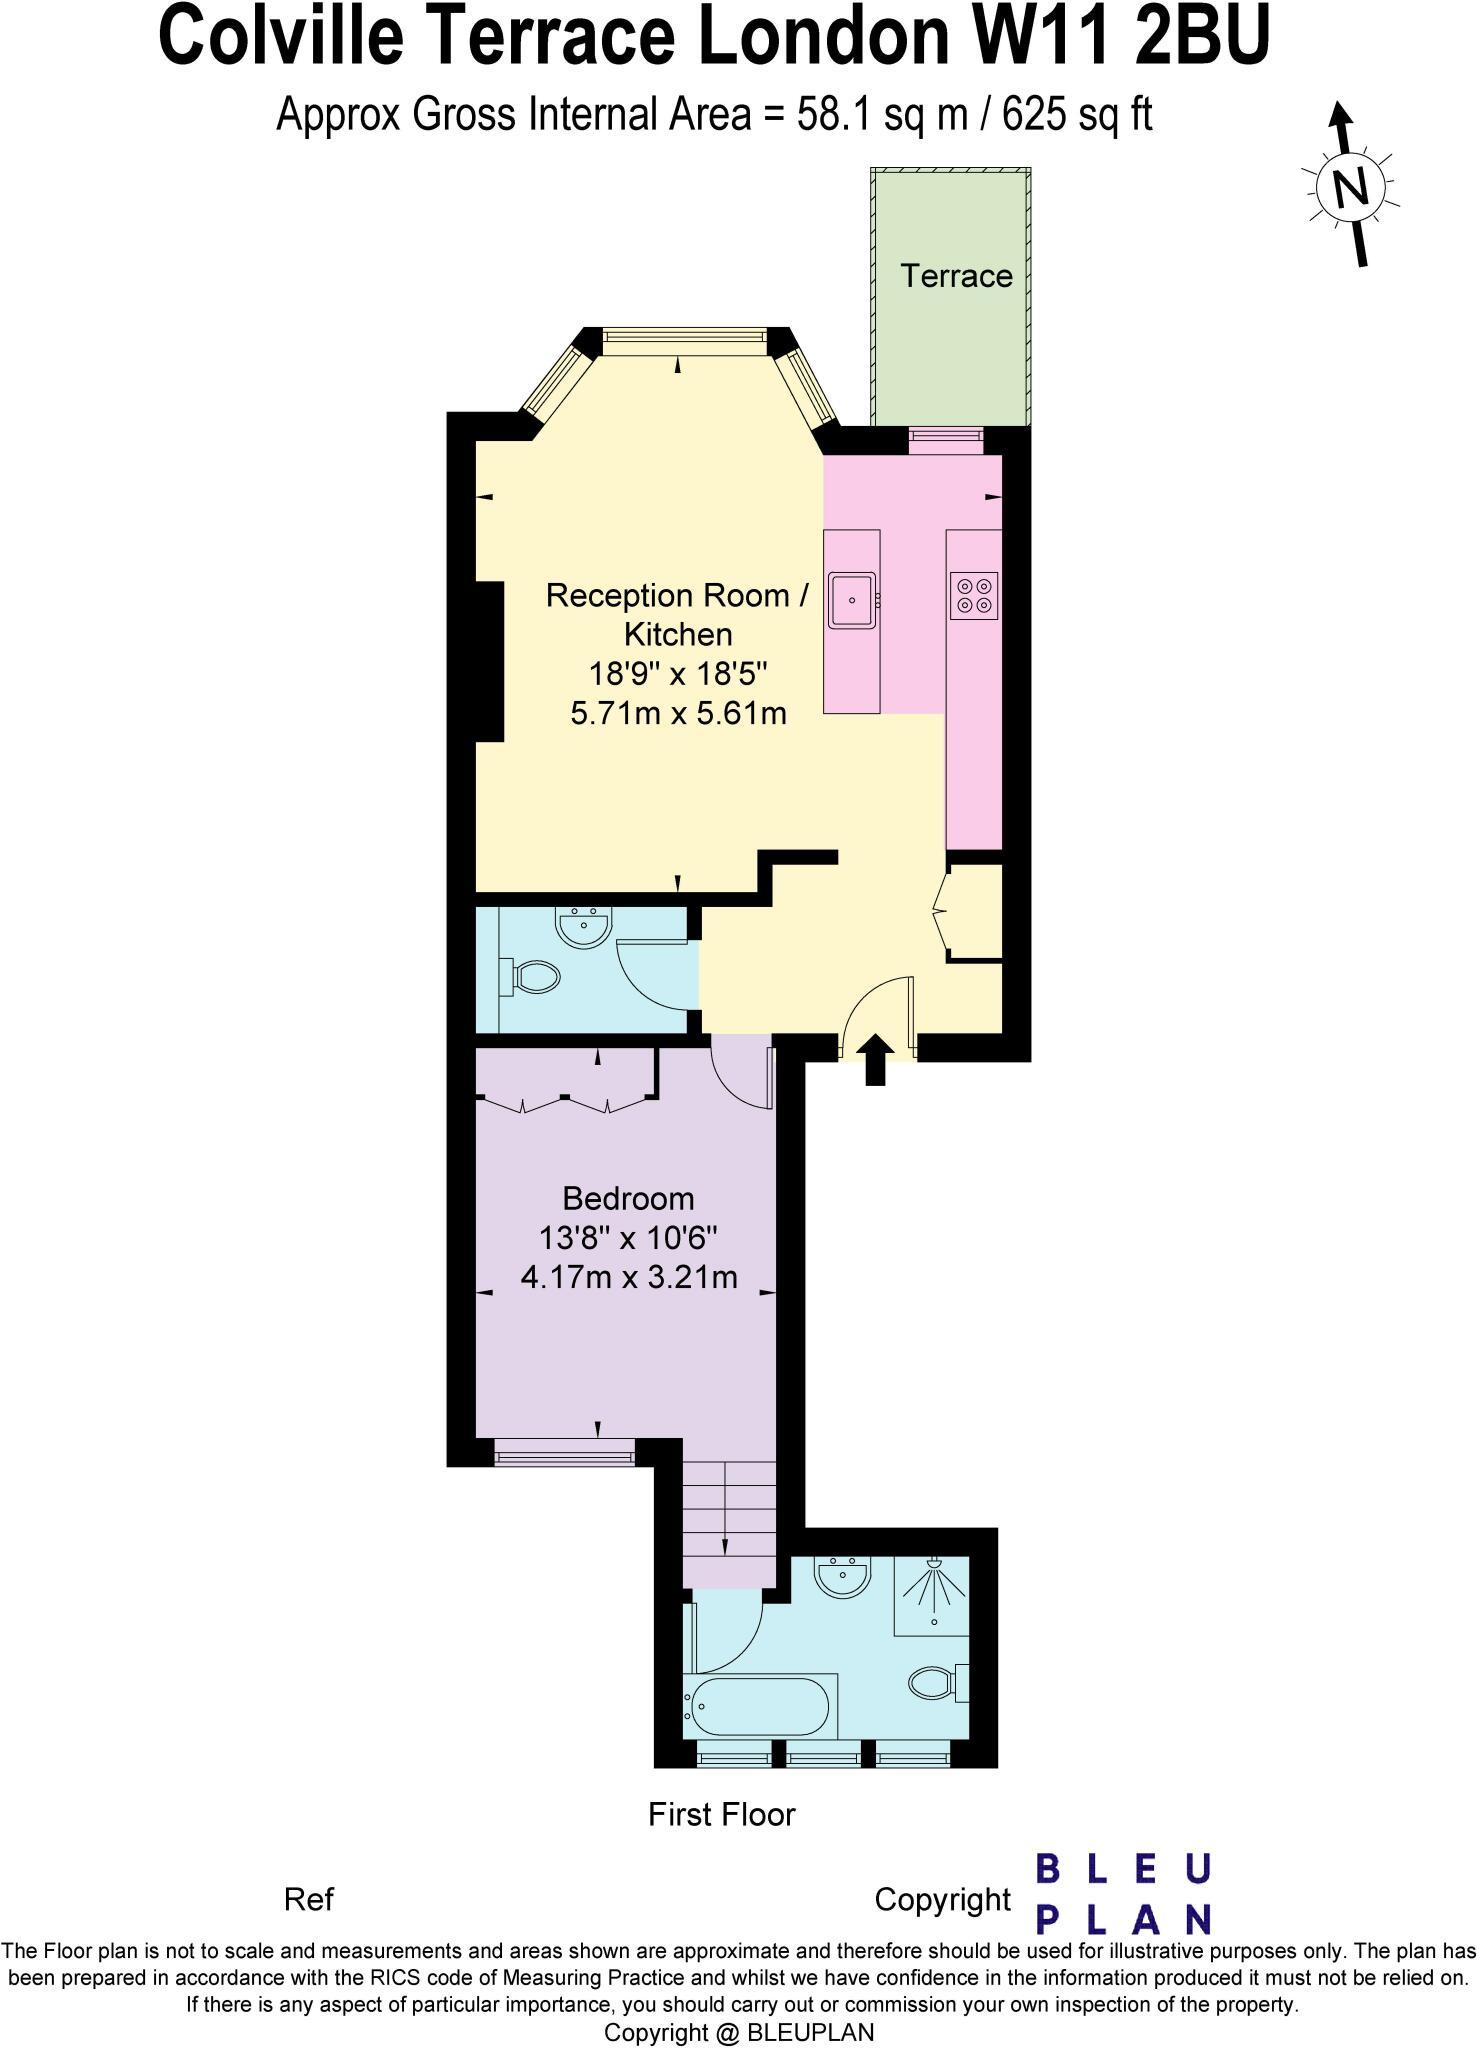 Colville Terrace London W11 2BU
Approx Gross Internal Area = 58.1 sq m / 625 sq ft
N
Terrace
Reception Room /
Kitchen
18'9" x 18'5"
5.71m x 5.61m
Bedroom
13'8" x 10'6"
4.17m x 3.21m
First Floor
Ref
Copyright
BLEU
PLAN
The Floor plan is not to scale and measurements and areas shown are approximate and therefore should be used for illustrative purposes only. The plan has
been prepared in accordance with the RICS code of Measuring Practice and whilst we have confidence in the information produced it must not be relied on.
If there is any aspect of particular importance, you should carry out or commission your own inspection of the property.
Copyright @ BLEUPLAN